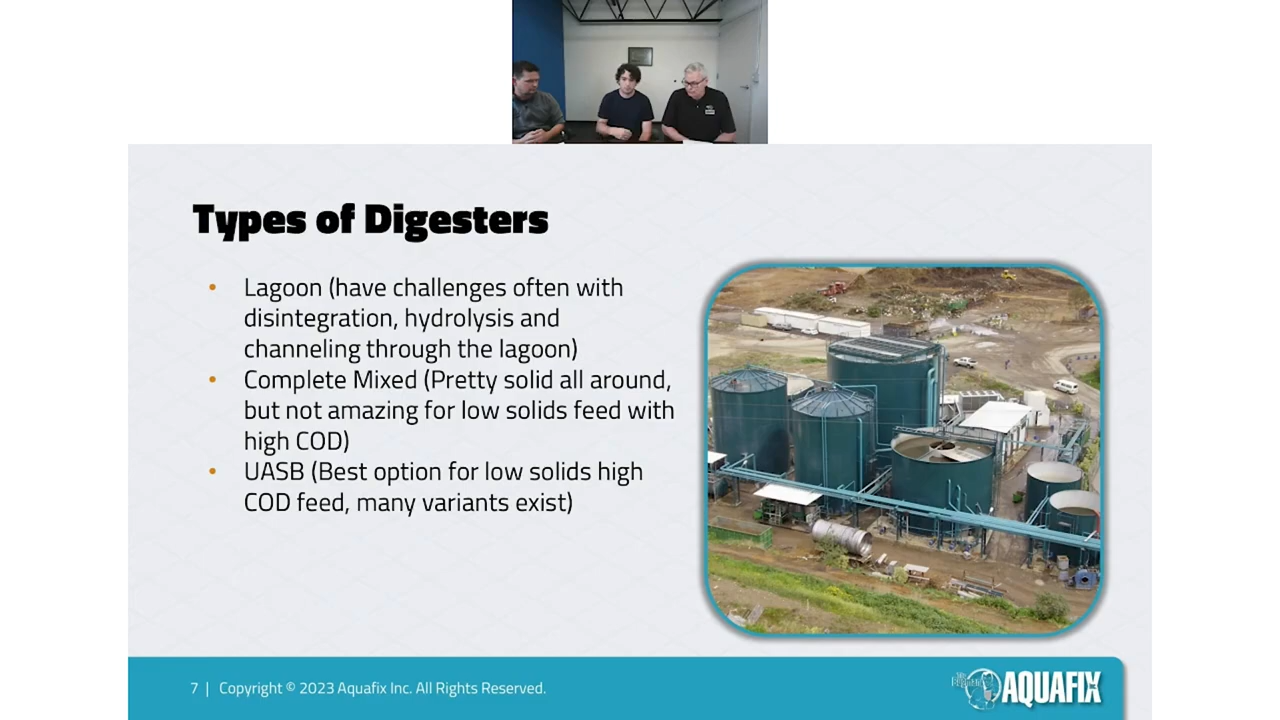 Types of Digesters
• Lagoon (have challenges often with
disintegration, hydrolysis and
channeling through the lagoon)
• Complete Mixed (Pretty solid all around,
but not amazing for low solids feed with
high COD)
• UASB (Best option for low solids high
COD feed, many variants exist)
7 | Copyright © 2023 Aquafix Inc. All Rights Reserved.
AQUAFIX